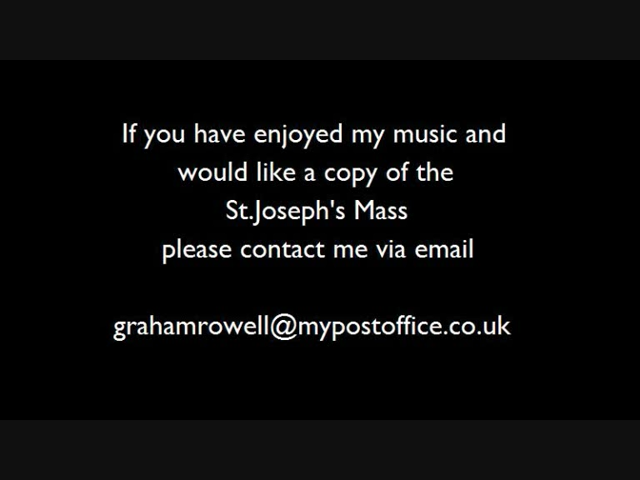 If you have enjoyed my music and
would like a copy of the
St.Joseph's Mass
please contact me via email
grahamrowell@mypostoffice.co.uk